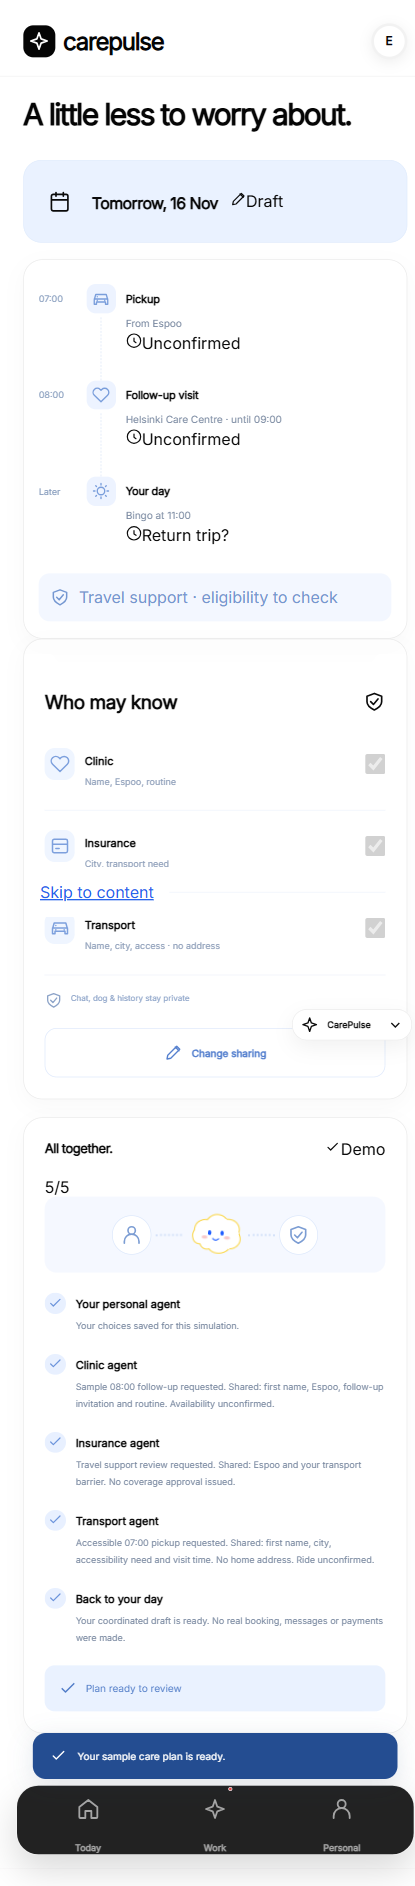 carepulse
E
A little less to worry about.
Tomorrow, 16 Nov Draft
07:00 Pickup
From Espoo
Unconfirmed
08:00 Follow-up visit
Helsinki Care Centre · until 09:00
Unconfirmed
Later Your day
Bingo at 11:00
Return trip?
Travel support · eligibility to check
Who may know
Clinic
Name, Espoo, routine
Insurance
City, transport need
Skip to content
Transport
Name, city, access · no address
Chat, dog & history stay private
CarePulse
Change sharing
All together. Demo
5/5
Your personal agent
Your choices saved for this simulation.
Clinic agent
Sample 08:00 follow-up requested. Shared: first name, Espoo, follow-up
invitation and routine. Availability unconfirmed.
Insurance agent
Travel support review requested. Shared: Espoo and your transport
barrier. No coverage approval issued.
Transport agent
Accessible 07:00 pickup requested. Shared: first name, city,
accessibility need and visit time. No home address. Ride unconfirmed.
Back to your day
Your coordinated draft is ready. No real booking, messages or payments
were made.
Plan ready to review
Your sample care plan is ready.
Today Work Personal